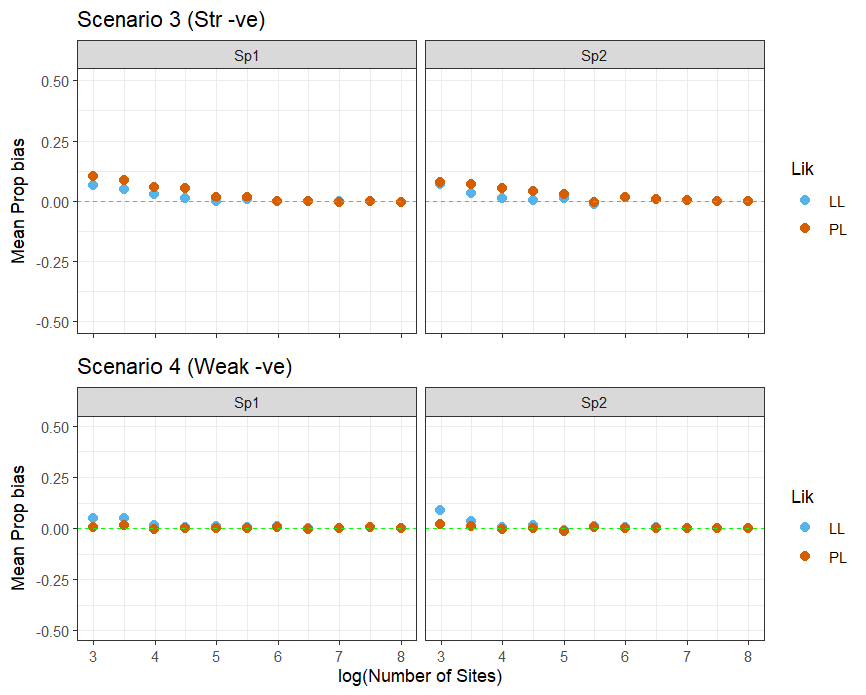 Scenario 3 (Str -ve)
Sp1 Sp2
Mean Prop bias
0.50
0.25
0.00
-0.25
-0.50
Lik
LL
PL
Scenario 4 (Weak -ve)
Sp1 Sp2
Mean Prop bias
0.50
0.25
0.00
-0.25
-0.50
3 4 5 6 7 8 3 4 5 6 7 8
log(Number of Sites)
Lik
LL
PL